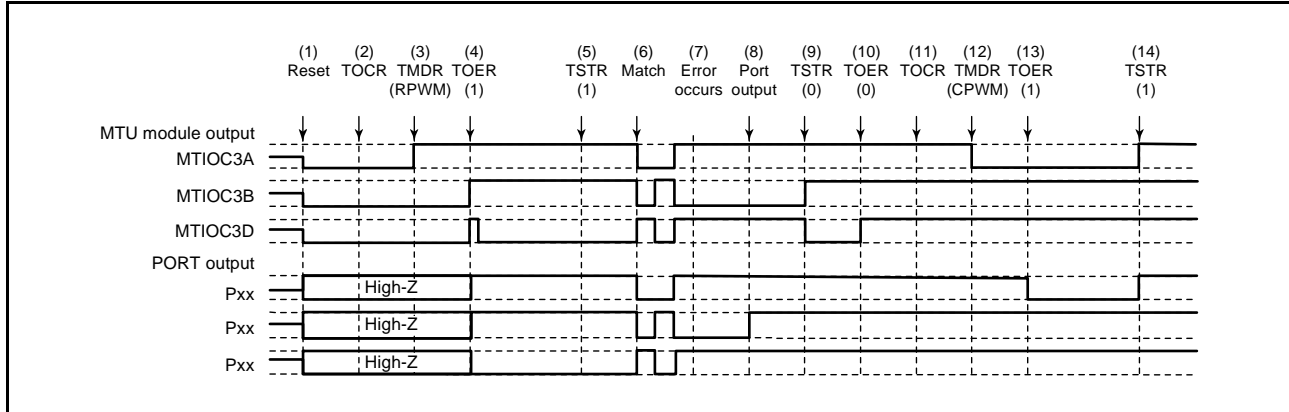 (1) (2) (3) (4) (5) (6) (7) (8) (9) (10) (11) (12) (13) (14)
Reset TOCR TMDR TOER TSTR Match Error Port TSTR TOER TOCR TMDR TOER TSTR
(RPWM) (1) (1) occurs output (0) (0) (CPWM) (1) (1)
MTU module output
MTIOC3A
MTIOC3B
MTIOC3D
PORT output
Pxx High-Z
Pxx High-Z
Pxx High-Z